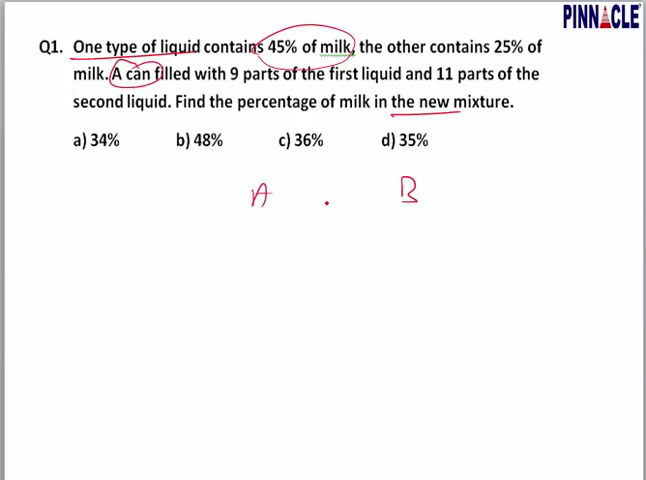 PINNACLE
Q1. One type of liquid contains 45% of milk, the other contains 25% of
milk. A can filled with 9 parts of the first liquid and 11 parts of the
second liquid. Find the percentage of milk in the new mixture.
a) 34% b) 48% c) 36% d) 35%
A . B